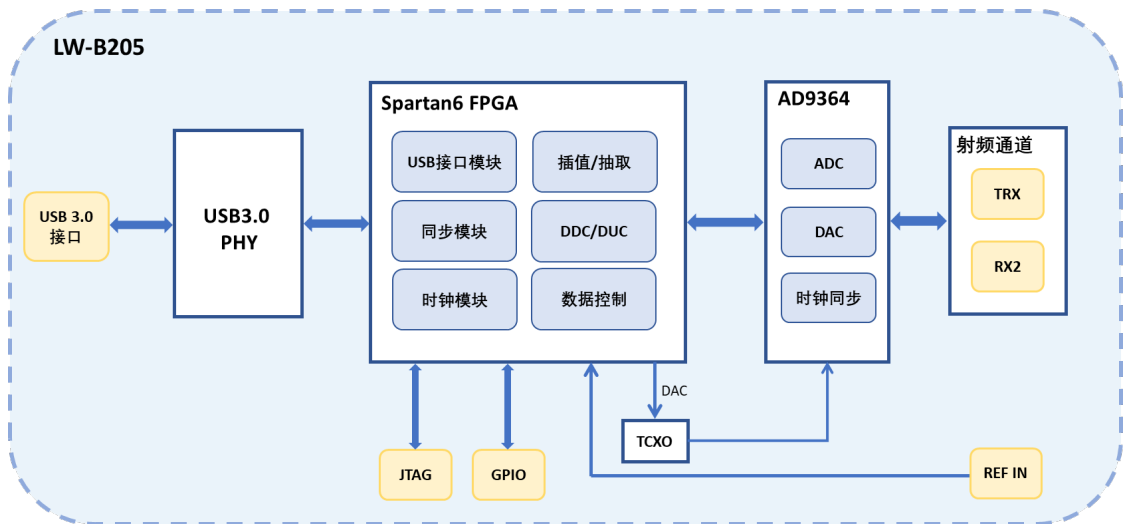 LW-B205
USB 3.0
接口
USB3.0
PHY
Spartan6 FPGA
USB接口模块
插值/抽取
同步模块
DDC/DUC
时钟模块
数据控制
AD9364
ADC
DAC
时钟同步
射频通道
TRX
RX2
DAC
TCXO
JTAG
GPIO
REF IN